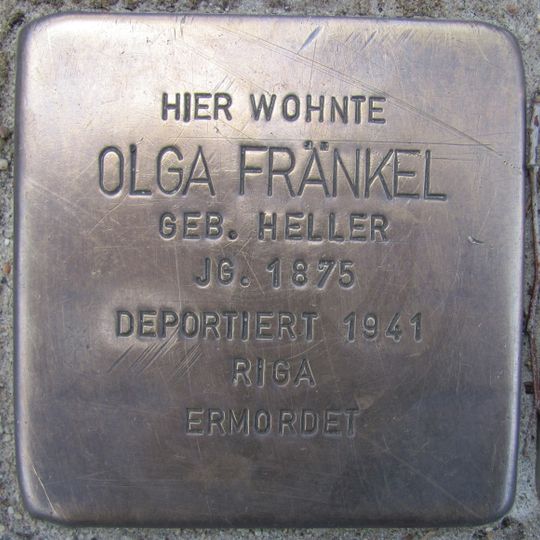 HIER WOHNTE
OLGA FRÄNKEL
GEB. HELLER
JG. 1875
DEPORTIERT 1941
RIGA
ERMORDET